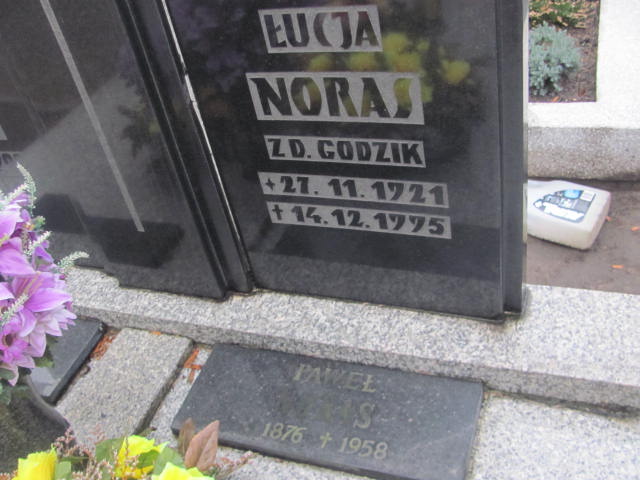 ŁUCJA
NORAS
Z D. GODZIK
* 27. 11. 1921
† 14. 12. 1995
PAWEŁ
1876 † 1958